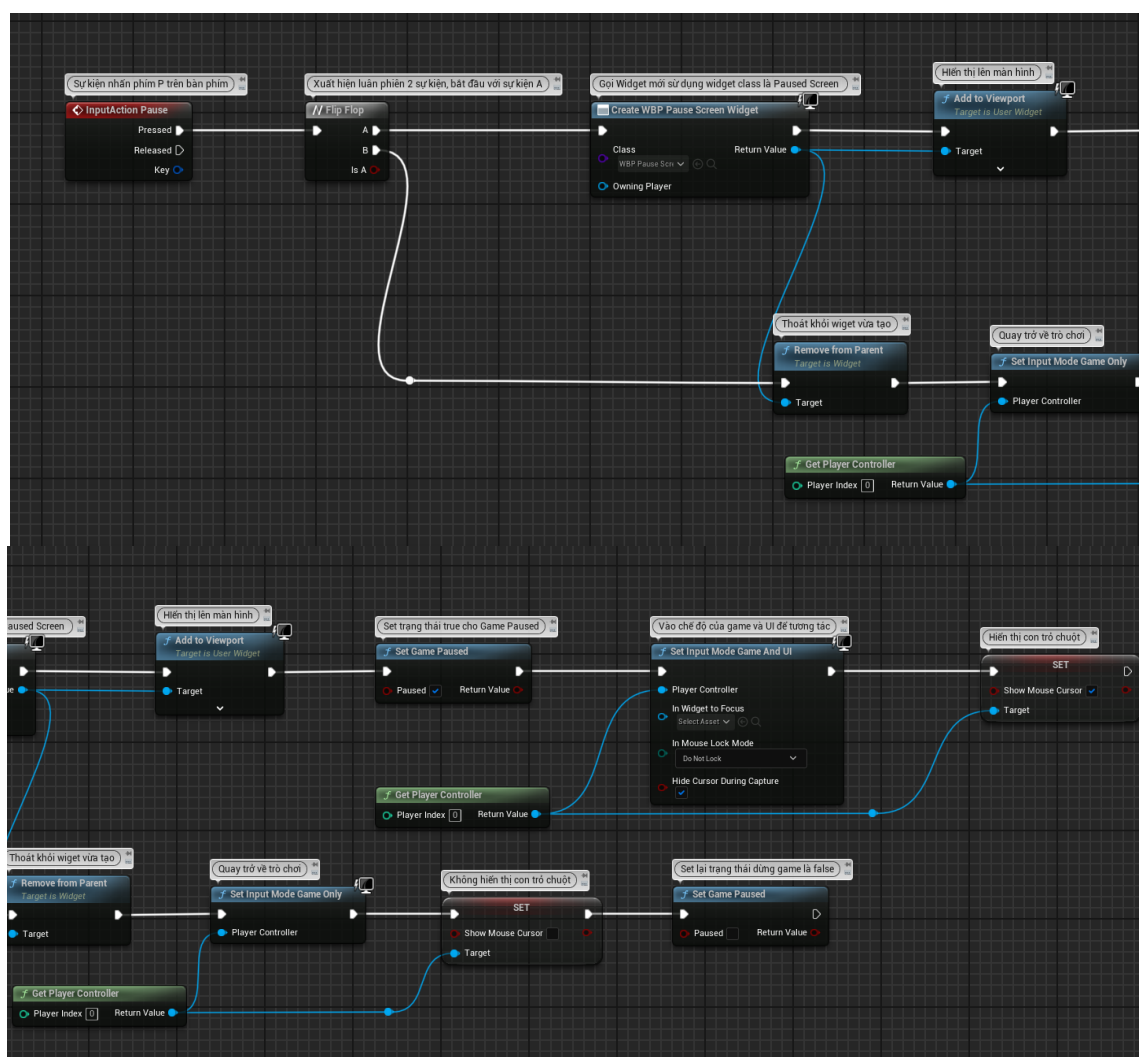 Sự kiện nhấn phím P trên bàn phím
Xuất hiện luân phiên 2 sự kiện, bắt đầu với sự kiện A
Gọi Widget mới sử dụng widget class là Paused Screen
HIển thị lên màn hình
InputAction Pause
Pressed
Released
Key
Flip Flop
A
B
Is A
Create WBP Pause Screen Widget
Class
WBP Pause Scn
Return Value
Owning Player
Add to Viewport
Target is User Widget
Target
Thoát khỏi wiget vừa tạo
Remove from Parent
Target is Widget
Target
Quay trở về trò chơi
Set Input Mode Game Only
Player Controller
Get Player Controller
Player Index 0
Return Value
aused Screen
ue
HIển thị lên màn hình
Add to Viewport
Target is User Widget
Target
Set trạng thái true cho Game Paused
Set Game Paused
Paused
Return Value
Vào chế độ của game và UI để tương tác
Set Input Mode Game And UI
Player Controller
In Widget to Focus
Select Asset
In Mouse Lock Mode
Do Not Lock
Hide Cursor During Capture
Hiển thị con trỏ chuột
SET
Show Mouse Cursor
Target
Get Player Controller
Player Index 0
Return Value
Thoát khỏi wiget vừa tạo
Remove from Parent
Target is Widget
Target
Quay trở về trò chơi
Set Input Mode Game Only
Player Controller
Không hiển thị con trỏ chuột
SET
Show Mouse Cursor
Target
Set lại trạng thái dừng game là false
Set Game Paused
Paused
Return Value
Get Player Controller
Player Index 0
Return Value